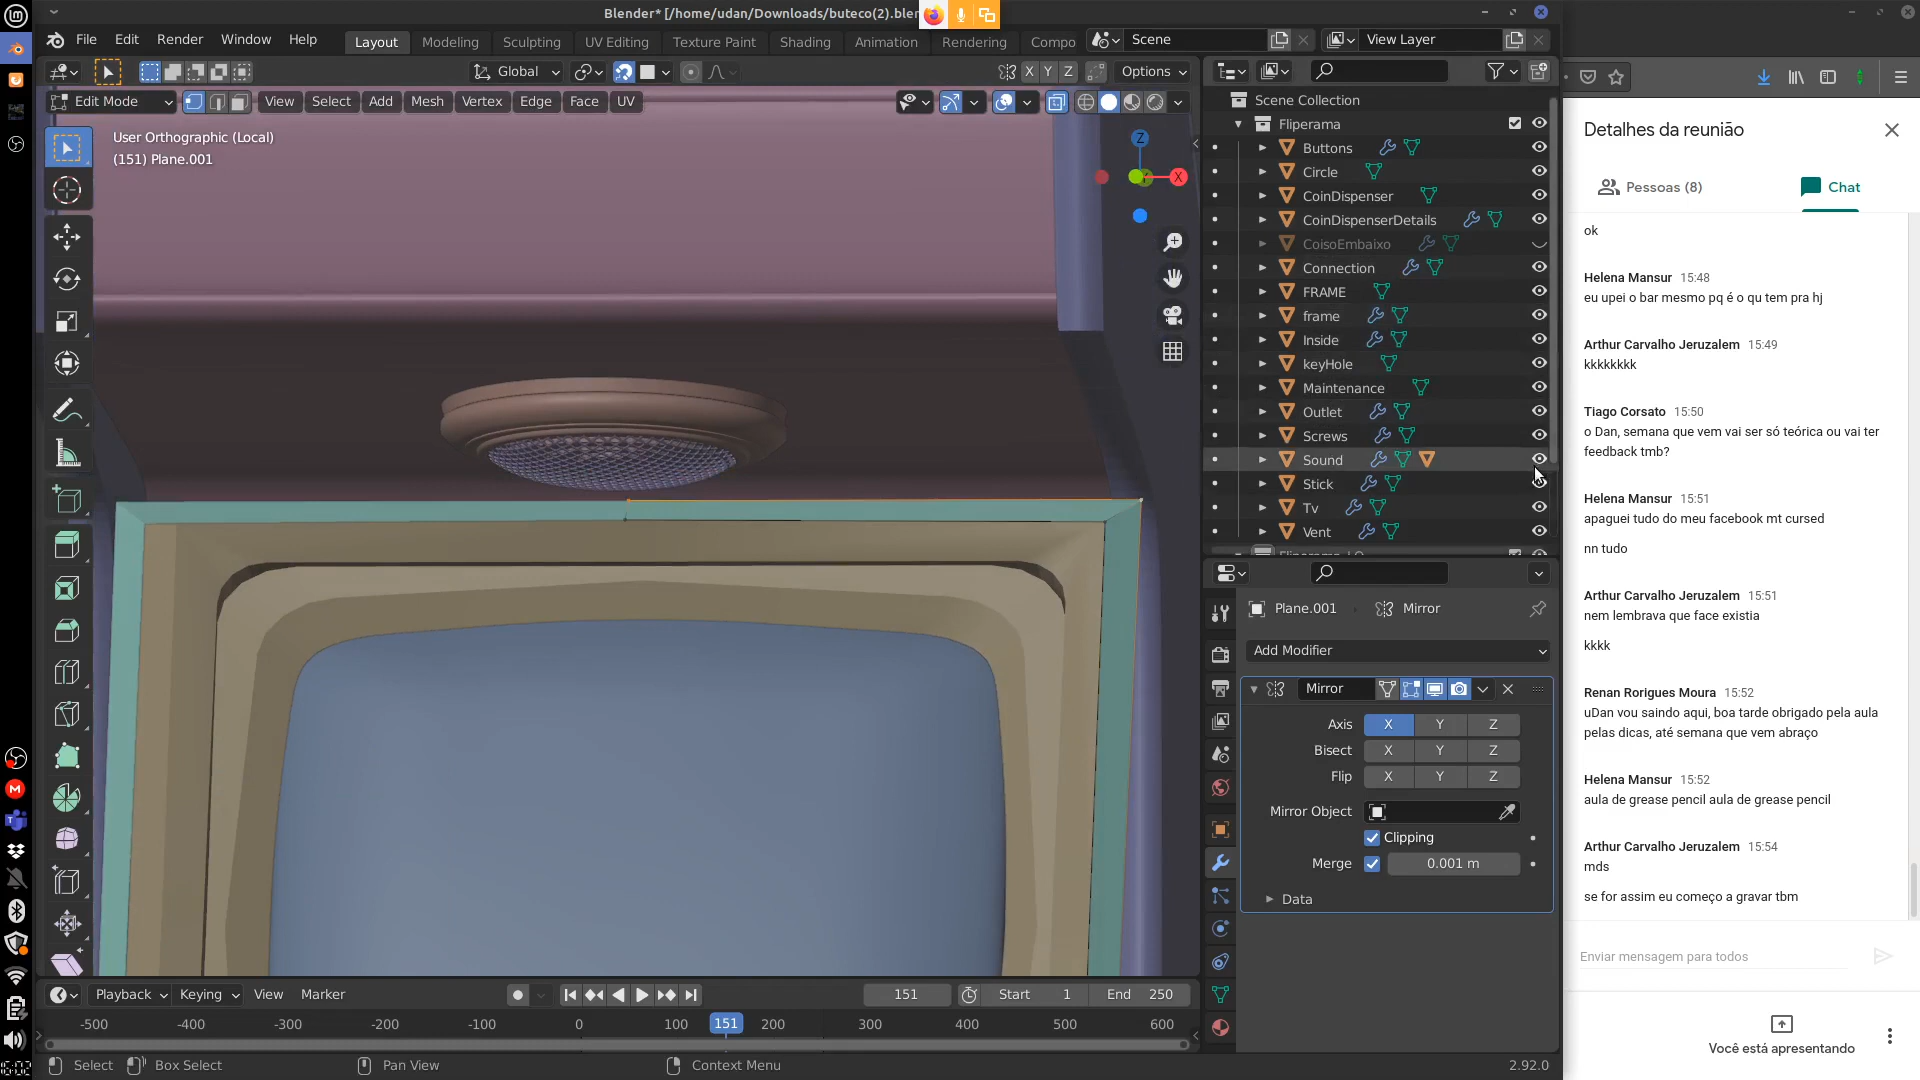 Blender* [/home/udan/Downloads/buteco(2).blen
File Edit Render Window Help
Layout Modeling Sculpting UV Editing Texture Paint Shading Animation Rendering Compo
Scene
View Layer
Global
X Y Z
Options
Edit Mode
View Select Add Mesh Vertex Edge Face UV
User Orthographic (Local)
(151) Plane.001
Z
X
Scene Collection
Fliperama
Buttons
Circle
CoinDispenser
CoinDispenserDetails
CoisoEmbaixo
Connection
FRAME
frame
Inside
keyHole
Maintenance
Outlet
Screws
Sound
Stick
Tv
Vent
Plane.001
Mirror
Add Modifier
Mirror
Axis X Y Z
Bisect X Y Z
Flip X Y Z
Mirror Object
Clipping
Merge 0.001 m
Data
Playback Keying View Marker
151
Start 1
End 250
-500 -400 -300 -200 -100 0 100 151 200 300 400 500 600
Select
Box Select
Pan View
Context Menu
2.92.0
Detalhes da reunião
Pessoas (8)
Chat
ok
Helena Mansur 15:48
eu upei o bar mesmo pq é o qu tem pra hj
Arthur Carvalho Jeruzalem 15:49
kkkkkkkk
Tiago Corsato 15:50
o Dan, semana que vem vai ser só teórica ou vai ter
feedback tmb?
Helena Mansur 15:51
apaguei tudo do meu facebook mt cursed
nn tudo
Arthur Carvalho Jeruzalem 15:51
nem lembrava que face existia
kkkk
Renan Rorigues Moura 15:52
uDan vou saindo aqui, boa tarde obrigado pela aula
pelas dicas, até semana que vem abraço
Helena Mansur 15:52
aula de grease pencil aula de grease pencil
Arthur Carvalho Jeruzalem 15:54
mds
se for assim eu começo a gravar tbm
Enviar mensagem para todos
Você está apresentando